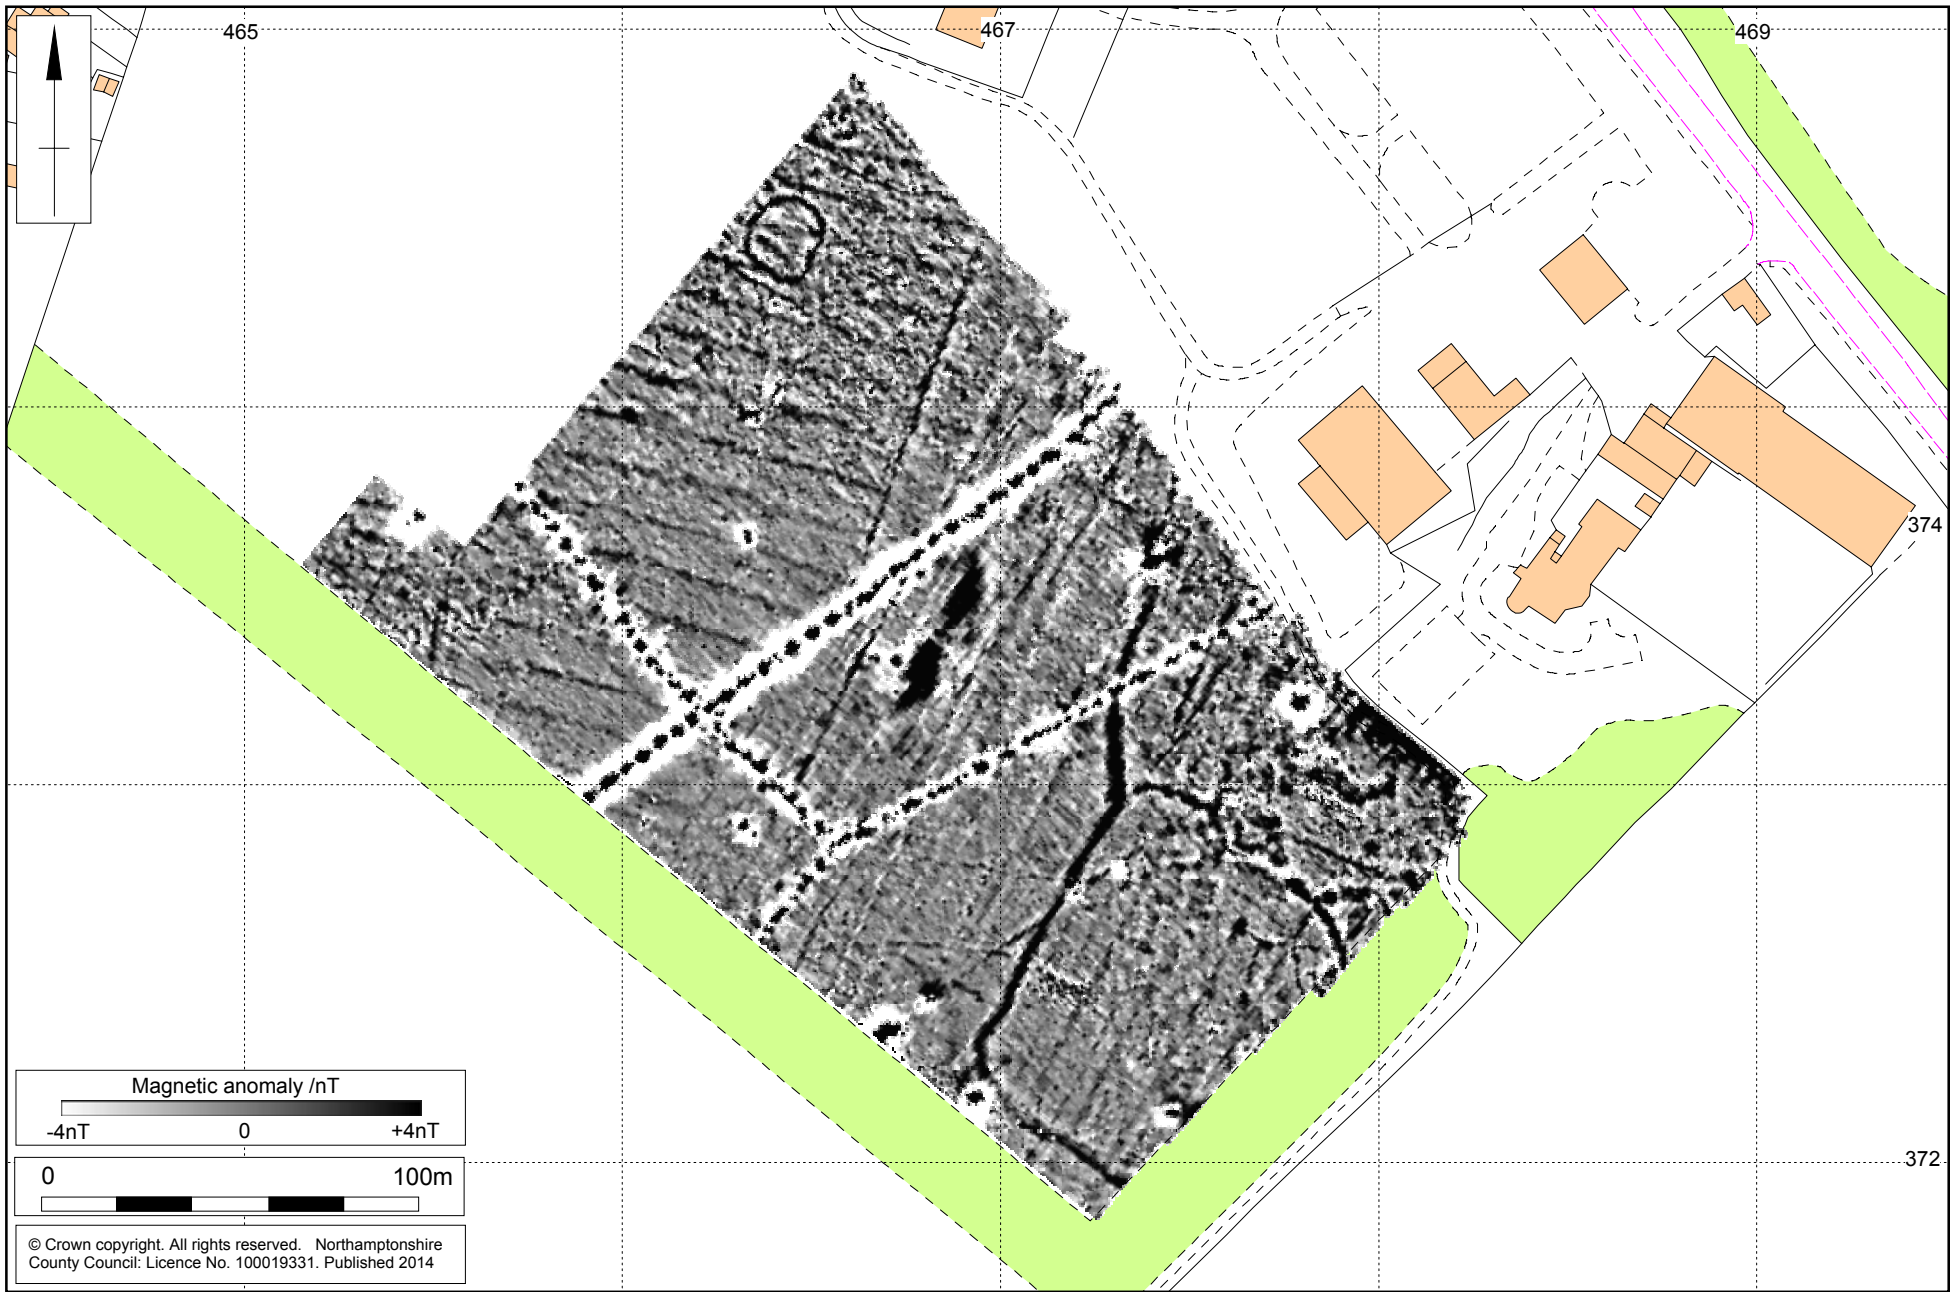 465
467
469
374
Magnetic anomaly /nT
-4nT 0 +4nT
0 100m
372
© Crown copyright. All rights reserved. Northamptonshire
County Council: Licence No. 100019331. Published 2014